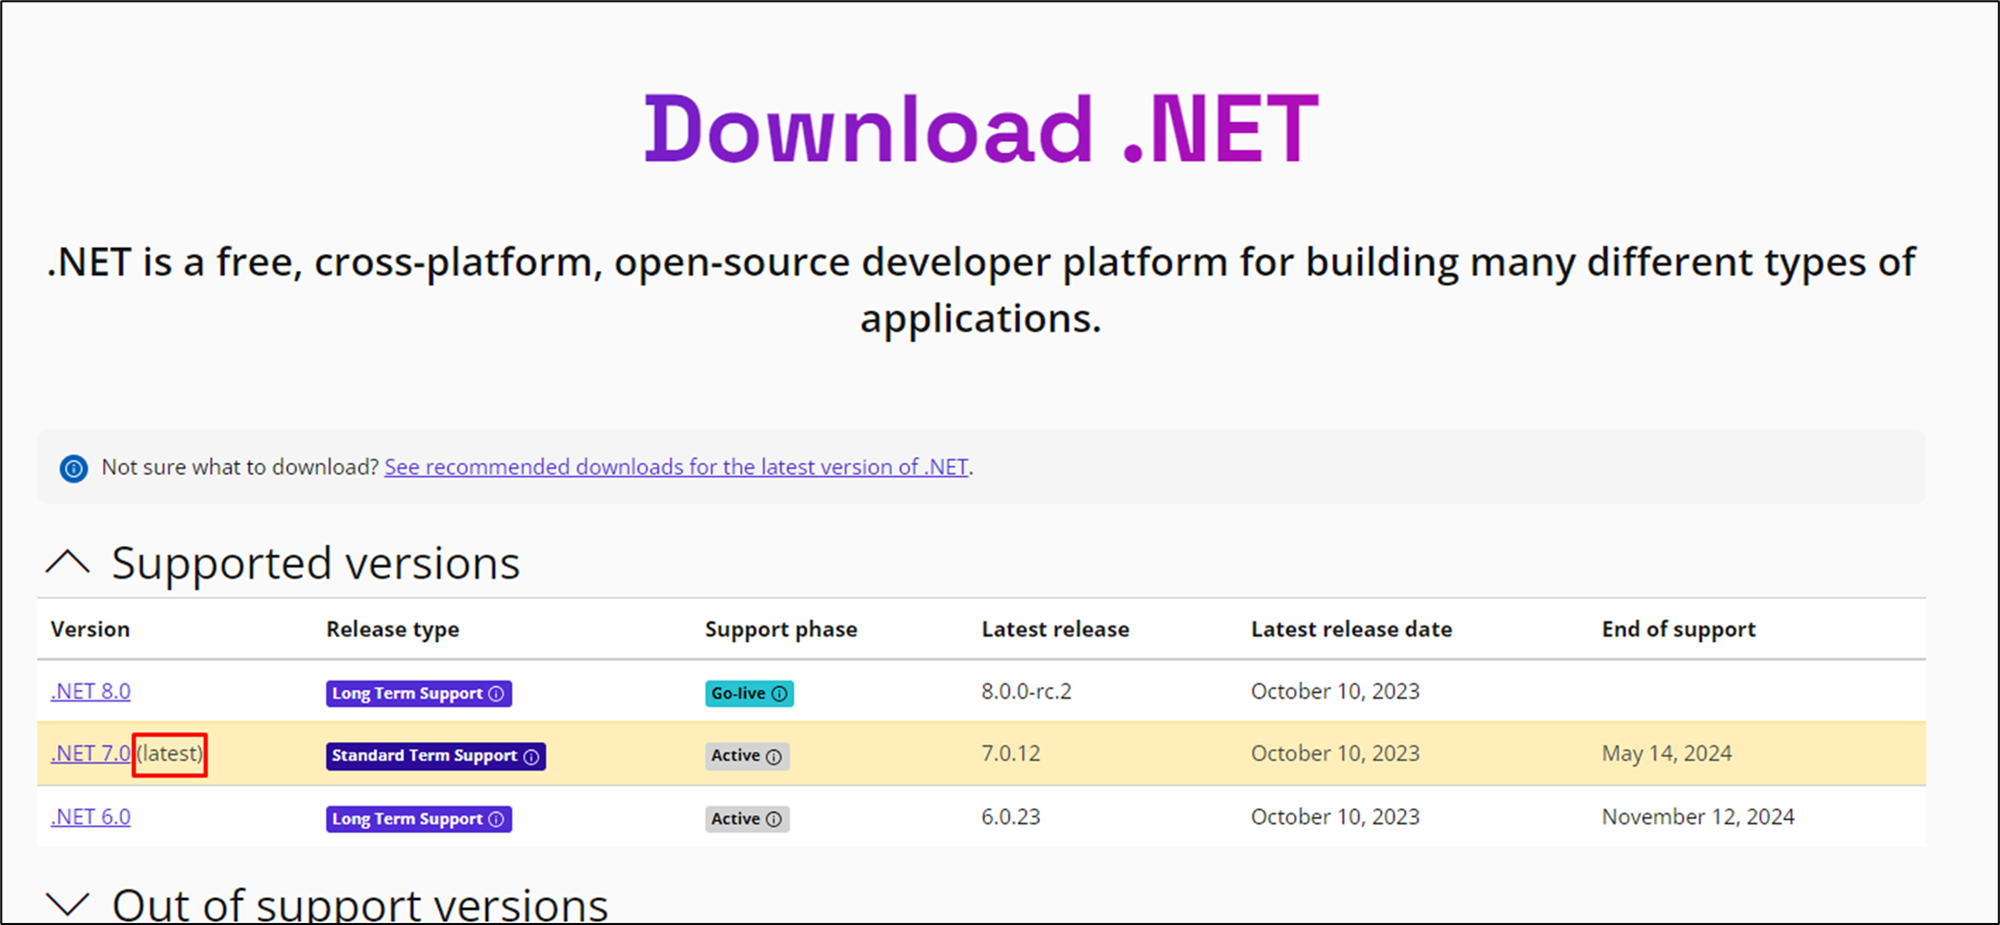 Download .NET
.NET is a free, cross-platform, open-source developer platform for building many different types of
applications.
Not sure what to download? See recommended downloads for the latest version of .NET.
Supported versions
Version Release type Support phase Latest release Latest release date End of support
.NET 8.0 Long Term Support Go-live 8.0.0-rc.2 October 10, 2023
.NET 7.0 (latest) Standard Term Support Active 7.0.12 October 10, 2023 May 14, 2024
.NET 6.0 Long Term Support Active 6.0.23 October 10, 2023 November 12, 2024
Out of support versions